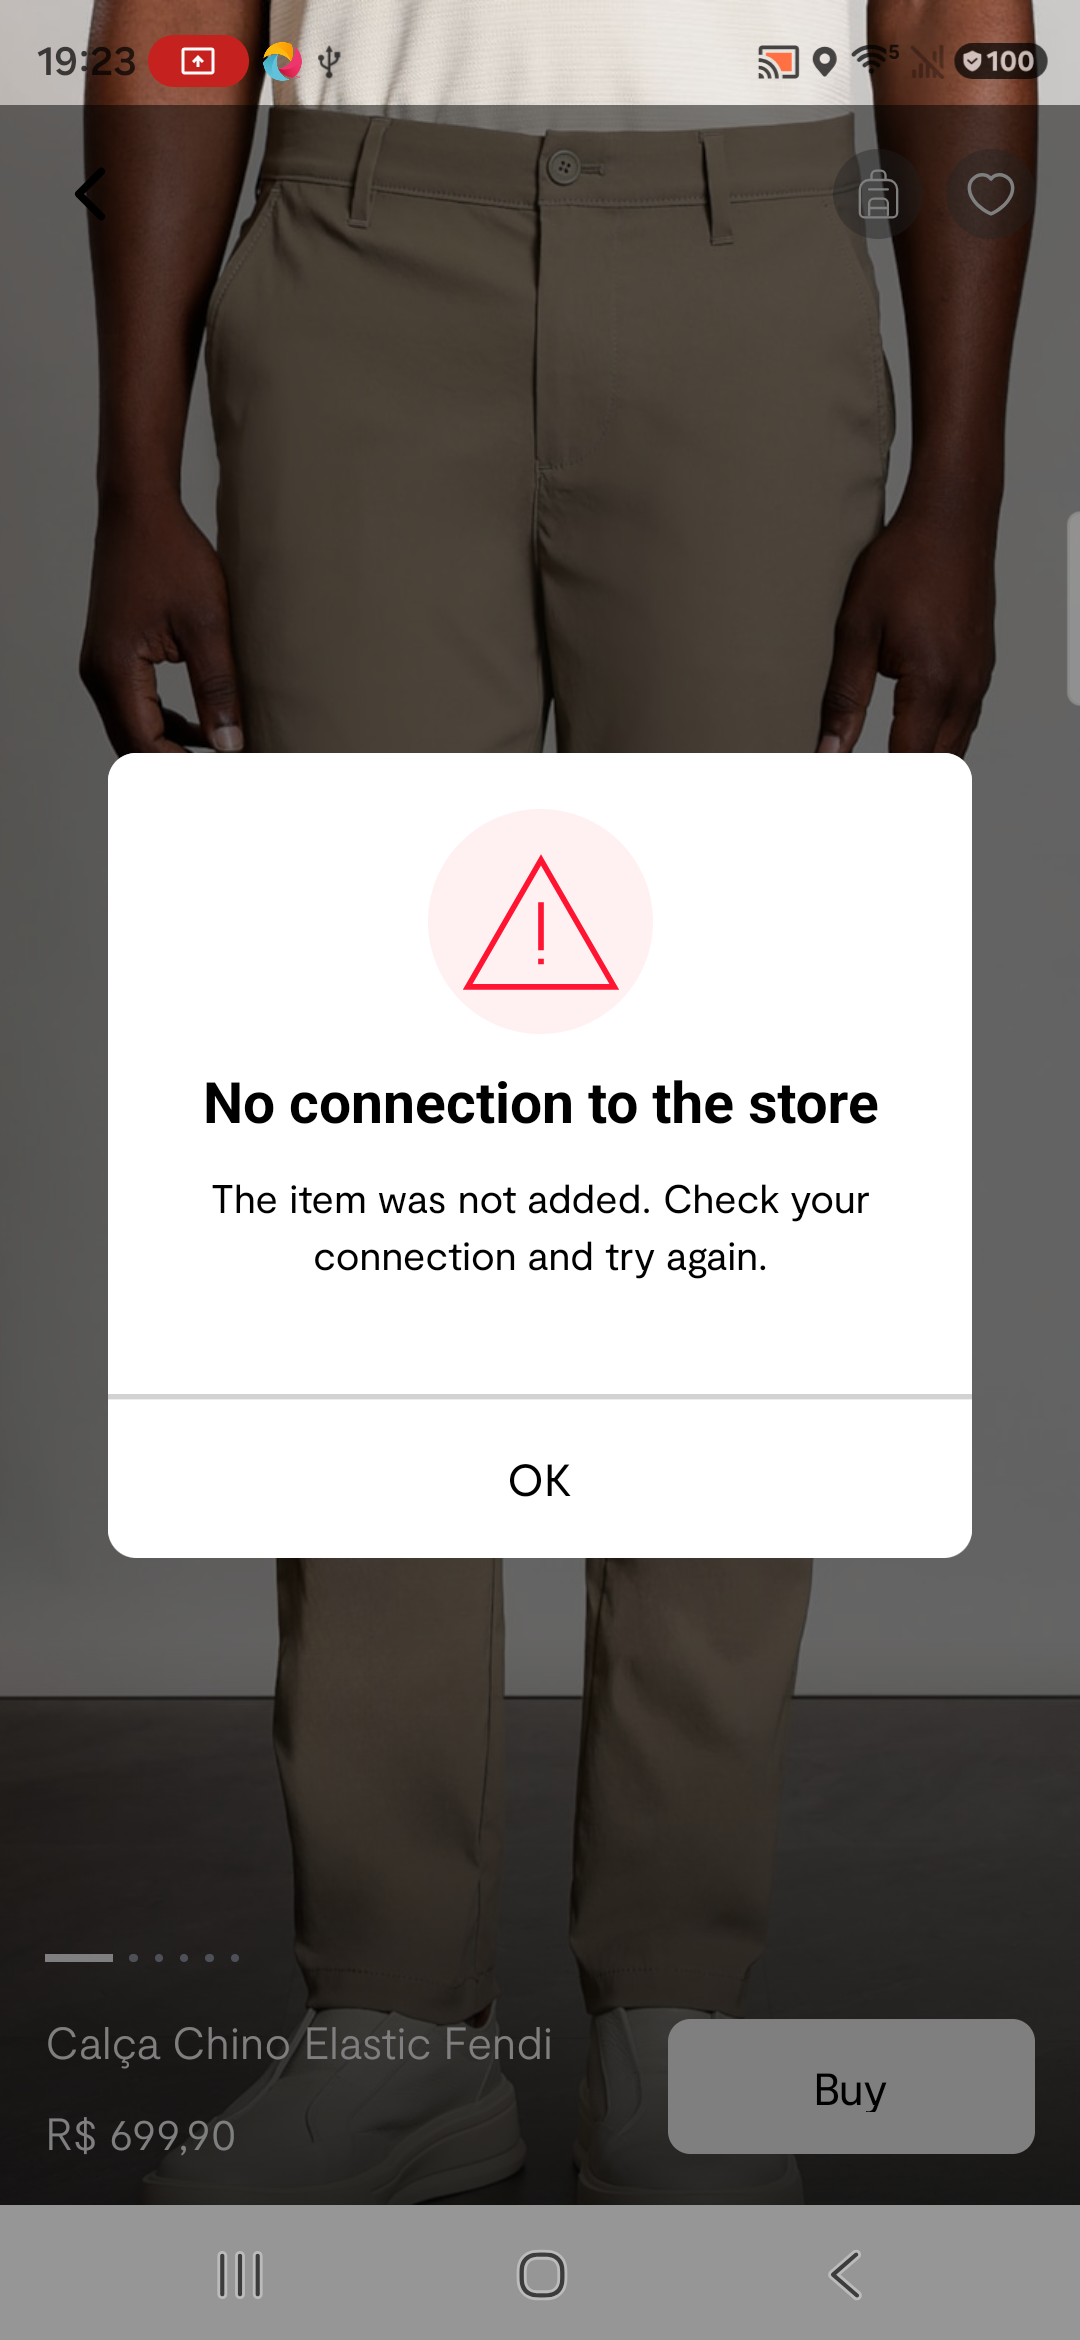 19:23
5
100
No connection to the store
The item was not added. Check your
connection and try again.
OK
Calça Chino Elastic Fendi
R$ 699,90
Buy